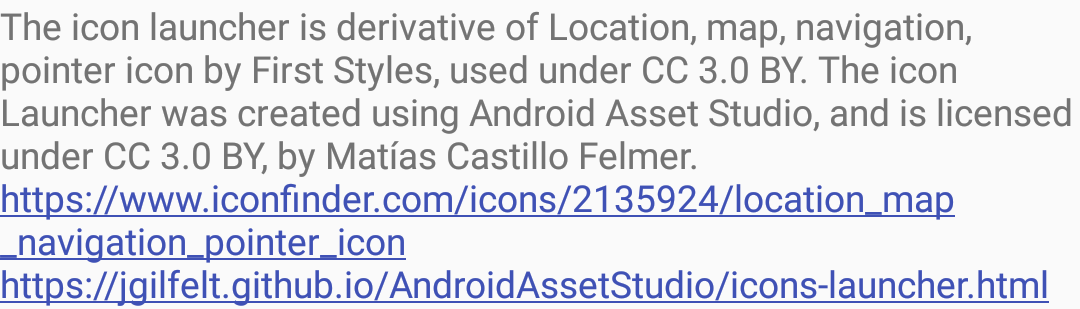 The icon launcher is derivative of Location, map, navigation,
pointer icon by First Styles, used under CC 3.0 BY. The icon
Launcher was created using Android Asset Studio, and is licensed
under CC 3.0 BY, by Matías Castillo Felmer.
https://www.iconfinder.com/icons/2135924/location_map
_navigation_pointer_icon
https://jgilfelt.github.io/AndroidAssetStudio/icons-launcher.html